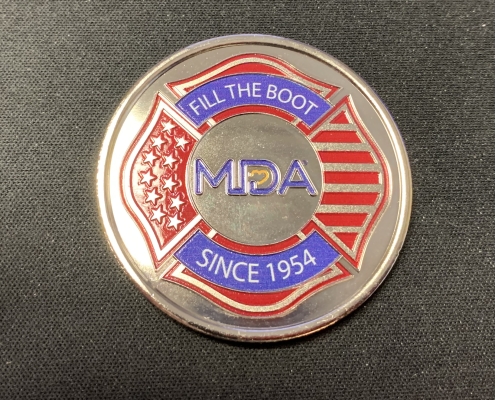 FILL THE BOOT
MDA
SINCE 1954